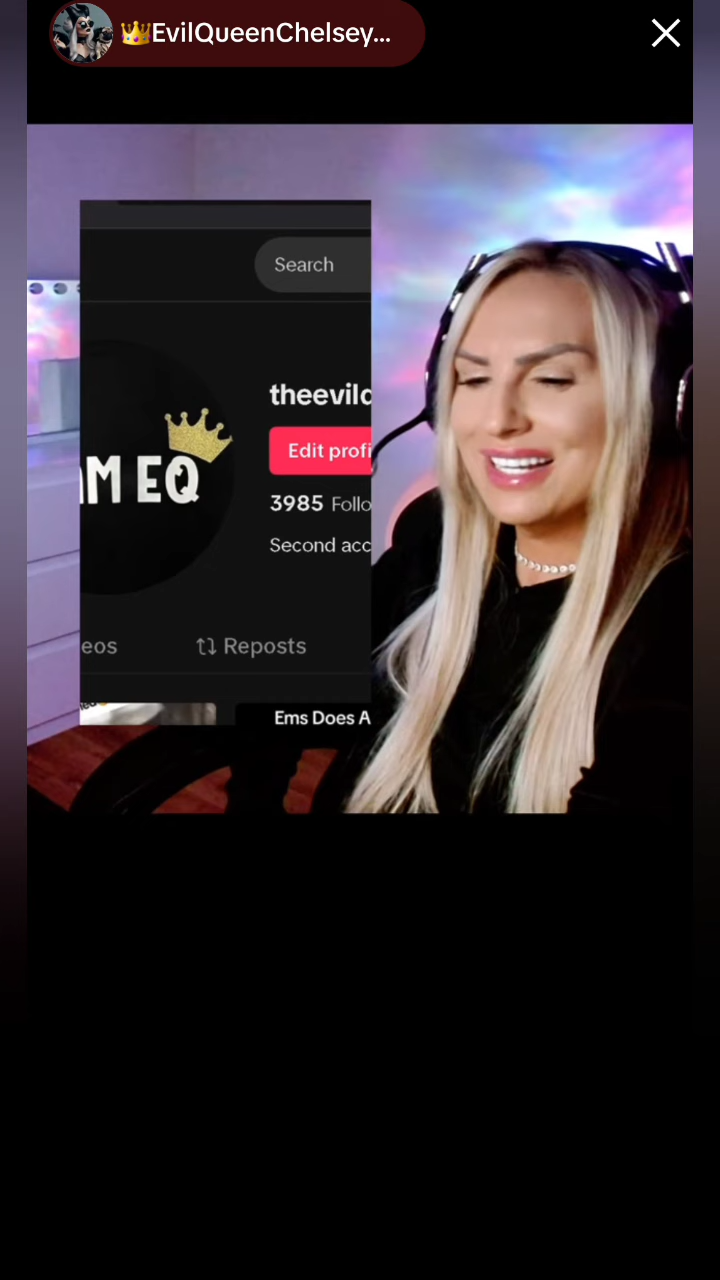 👑EvilQueenChelsey...
Search
theevilq
Edit profi
3985 Follo
Second acc
AM EQ
eos
Reposts
Ems Does A